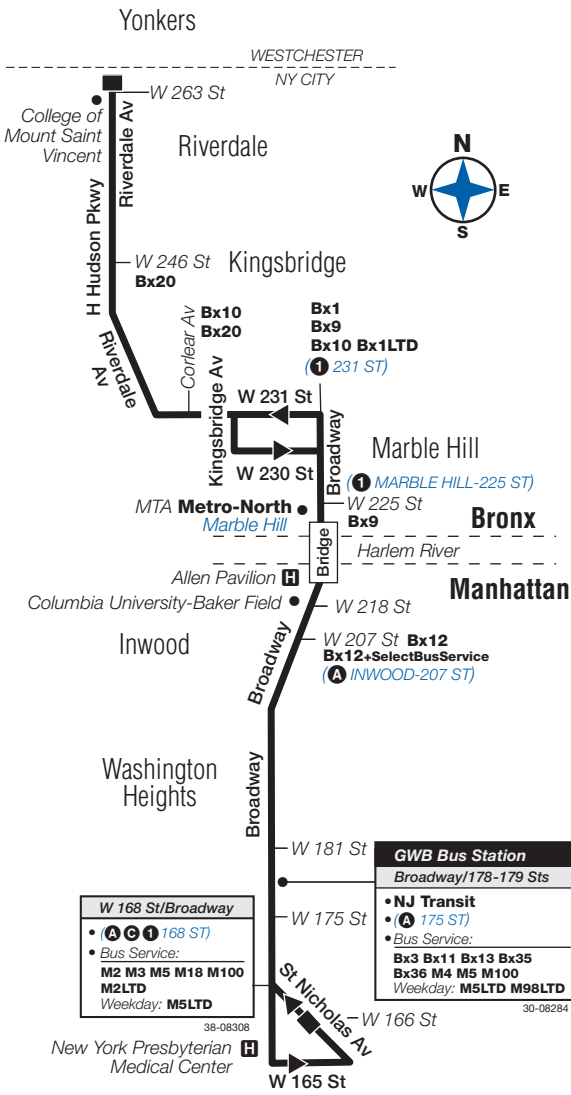 Yonkers
WESTCHESTER
NY CITY
W 263 St
College of
Mount Saint
Vincent
Riverdale Av
H Hudson Pkwy
Riverdale
N
W
E
S
W 246 St
Bx20
Kingsbridge
Riverdale
Av
Corlear Av
Bx10
Bx20
Kingsbridge Av
Bx1
Bx9
Bx10 Bx1LTD
(1 231 ST)
W 231 St
W 230 St
Broadway
Marble Hill
(1 MARBLE HILL-225 ST)
MTA Metro-North
Marble Hill
W 225 St
Bx9
Bronx
Bridge
Harlem River
Allen Pavilion H
Manhattan
Columbia University-Baker Field
W 218 St
Inwood
Broadway
W 207 St Bx12
Bx12+SelectBusService
(A INWOOD-207 ST)
Washington
Heights
Broadway
W 181 St
GWB Bus Station
Broadway/178-179 Sts
• NJ Transit
• (A 175 ST)
• Bus Service:
Bx3 Bx11 Bx13 Bx35
Bx36 M4 M5 M100
Weekday: M5LTD M98LTD
30-08284
W 175 St
W 168 St/Broadway
• (A C 1 168 ST)
• Bus Service:
M2 M3 M5 M18 M100
M2LTD
Weekday: M5LTD
38-08308
St Nicholas Av
W 166 St
New York Presbyterian H
Medical Center
W 165 St